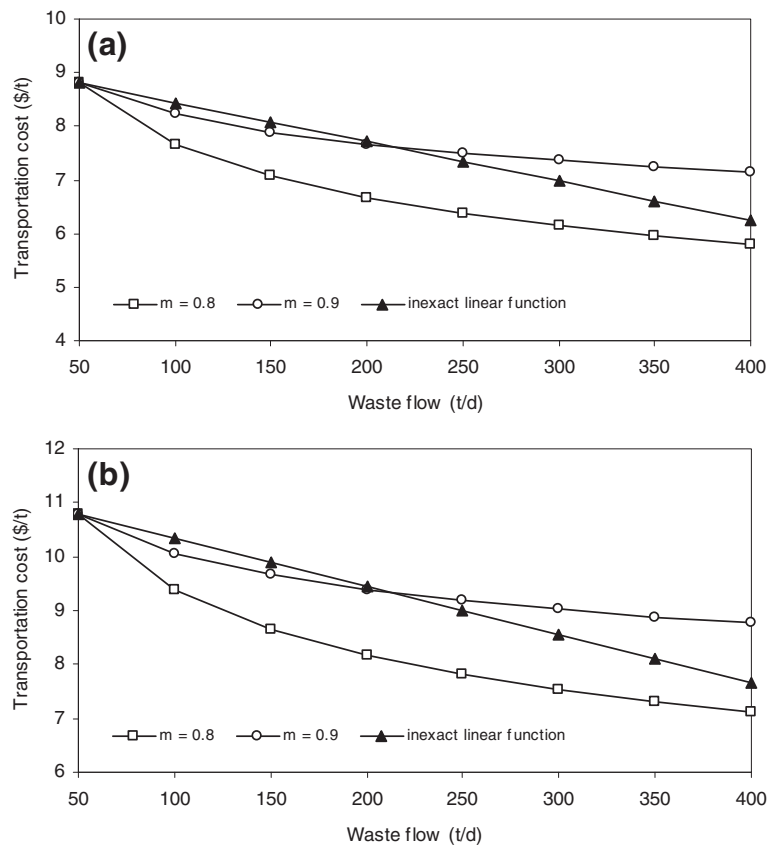 (a)
Transportation cost ($/t)
10
9
8
7
6
5
4
m = 0.8 m = 0.9 inexact linear function
50 100 150 200 250 300 350 400
Waste flow (t/d)
(b)
Transportation cost ($/t)
12
11
10
9
8
7
6
m = 0.8 m = 0.9 inexact linear function
50 100 150 200 250 300 350 400
Waste flow (t/d)